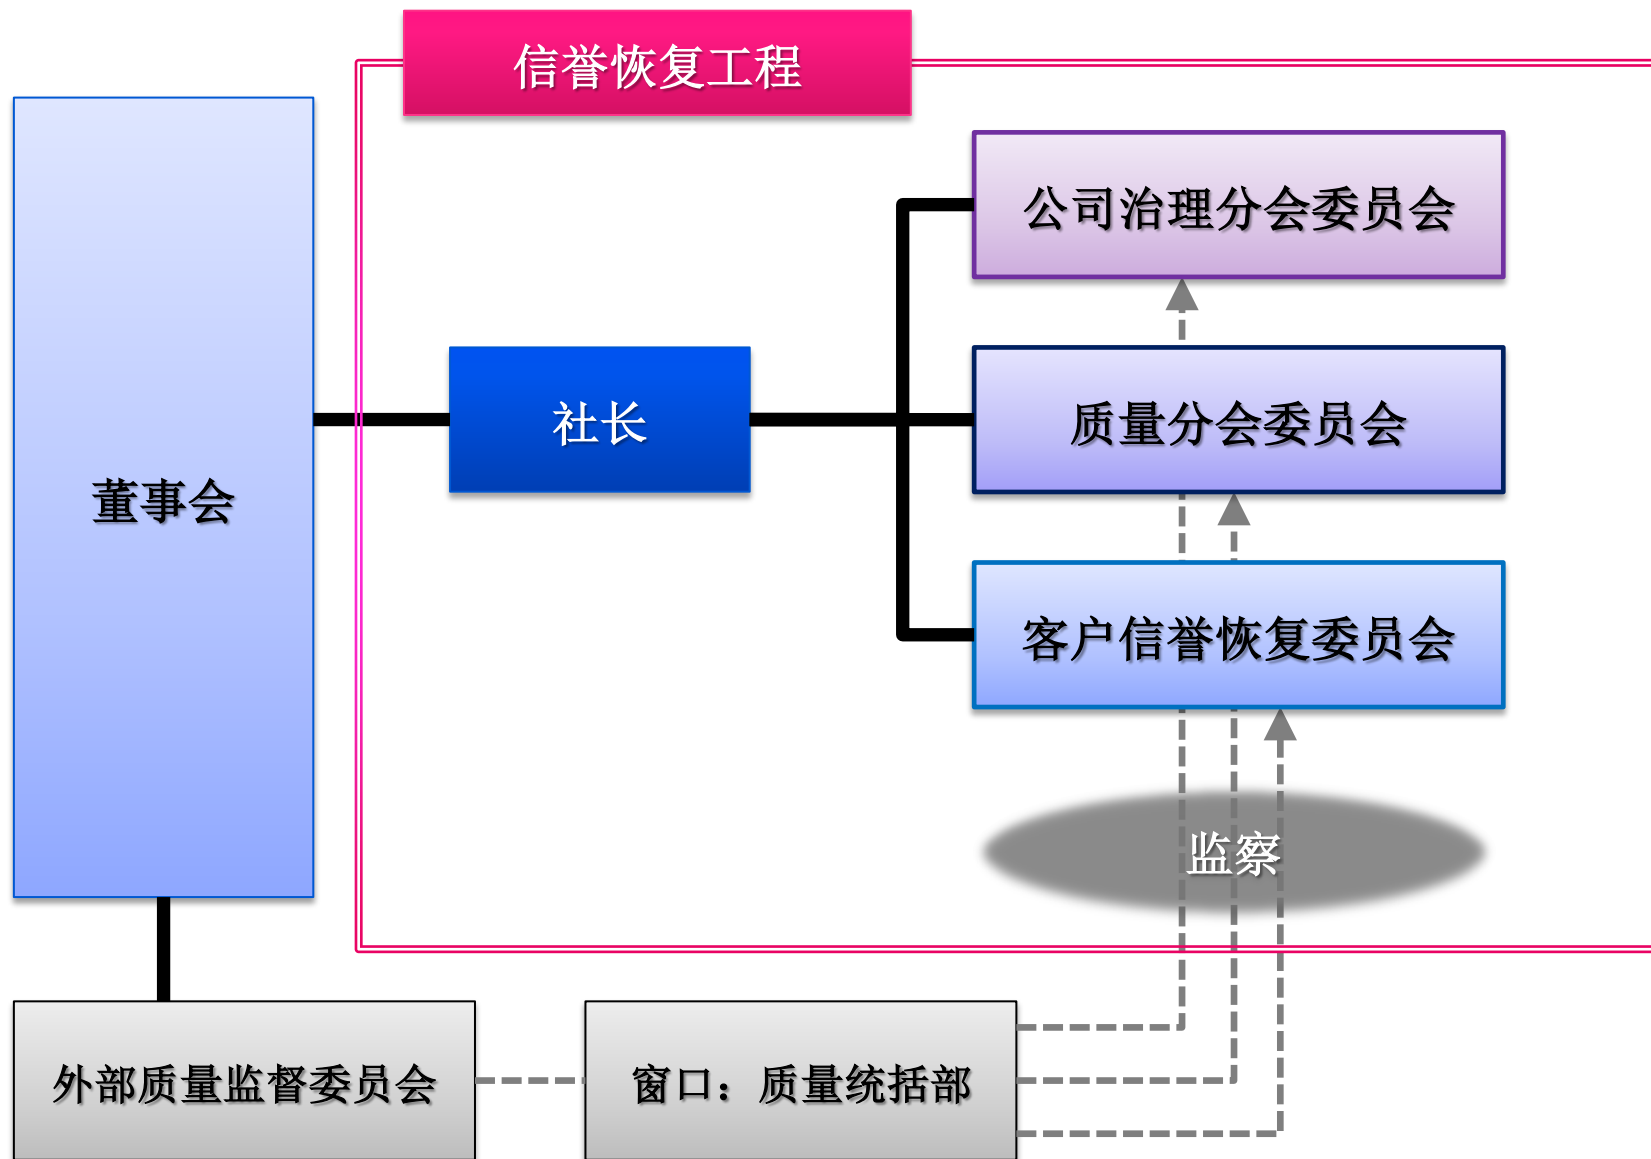 信誉恢复工程
公司治理分会委员会
社长
质量分会委员会
董事会
客户信誉恢复委员会
监察
外部质量监督委员会
窗口：质量统括部